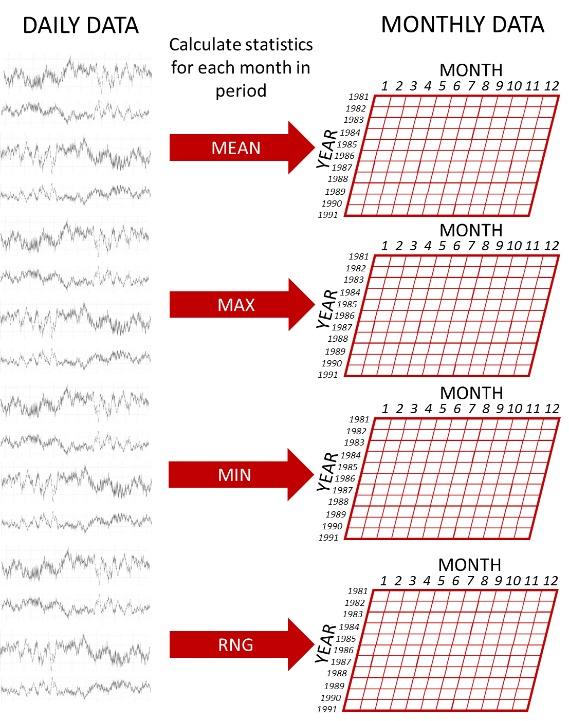 DAILY DATA
Calculate statistics
for each month in
period
MONTHLY DATA
MEAN
MONTH
1 2 3 4 5 6 7 8 9 10 11 12
YEAR
1981
1982
1983
1984
1985
1986
1987
1988
1989
1990
1991
MAX
MONTH
1 2 3 4 5 6 7 8 9 10 11 12
YEAR
1981
1982
1983
1984
1985
1986
1987
1988
1989
1990
1991
MIN
MONTH
1 2 3 4 5 6 7 8 9 10 11 12
YEAR
1981
1982
1983
1984
1985
1986
1987
1988
1989
1990
1991
RNG
MONTH
1 2 3 4 5 6 7 8 9 10 11 12
YEAR
1981
1982
1983
1984
1985
1986
1987
1988
1989
1990
1991